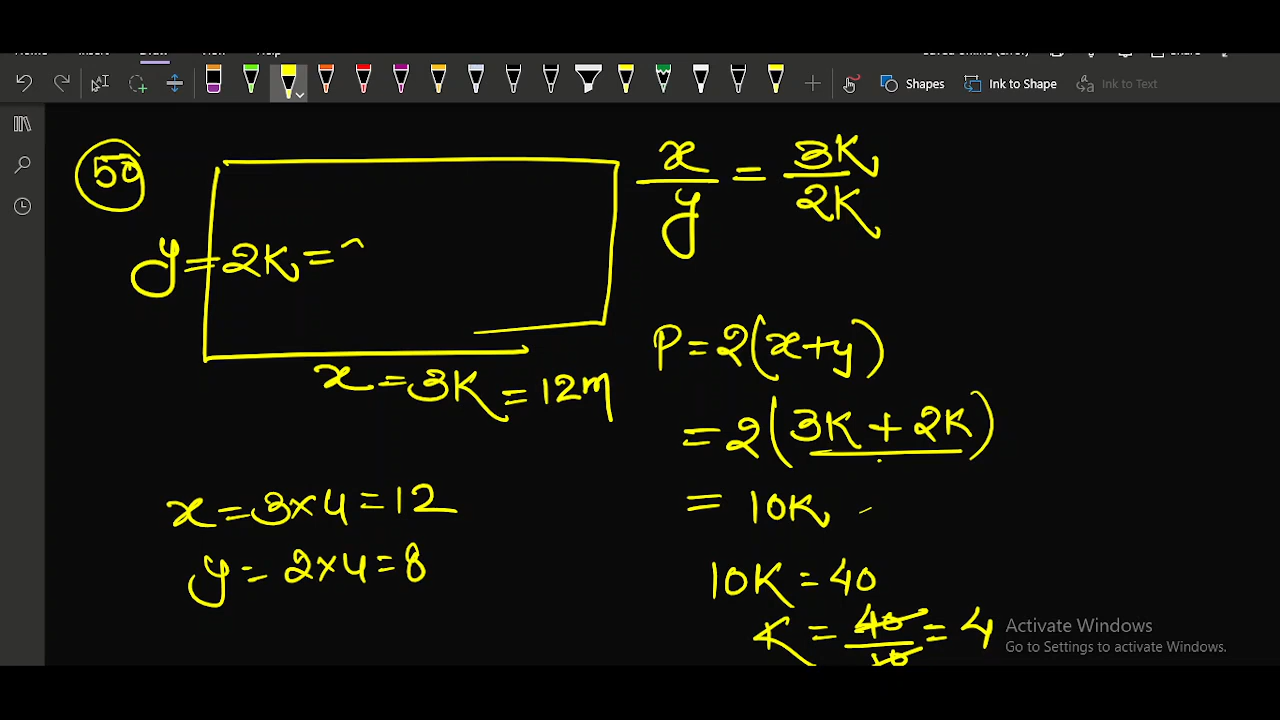 Shapes
Ink to Shape
Ink to Text
50
x/y = 3K/2K
y = 2K =
P = 2(x+y)
x = 3K = 12m
= 2(3K + 2K)
= 10K
x = 3×4 = 12
y = 2×4 = 8
10K = 40
K = 40/10 = 4
Activate Windows
Go to Settings to activate Windows.